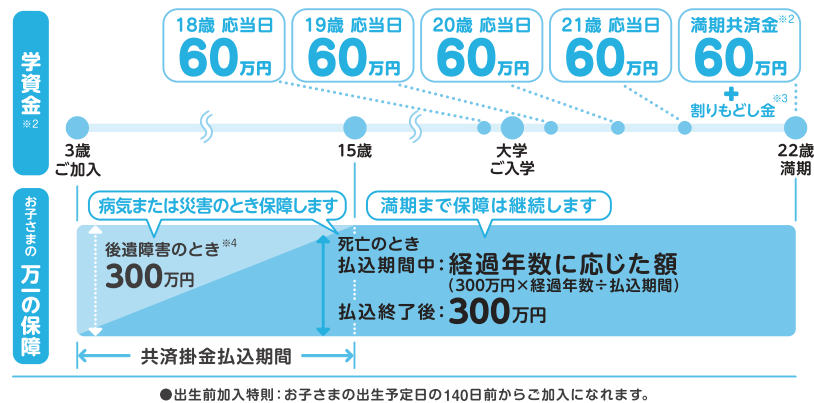 学資金※2
18歳 応当日
60万円
19歳 応当日
60万円
20歳 応当日
60万円
21歳 応当日
60万円
満期共済金※2
60万円
+
割りもどし金※3
3歳
ご加入
15歳
大学
ご入学
22歳
満期
お子さまの万一の保障
病気または災害のとき保障します
満期まで保障は継続します
後遺障害のとき※4
300万円
死亡のとき
払込期間中：経過年数に応じた額
（300万円×経過年数÷払込期間）
払込終了後：300万円
共済掛金払込期間
●出生前加入特則：お子さまの出生予定日の140日前からご加入になれます。